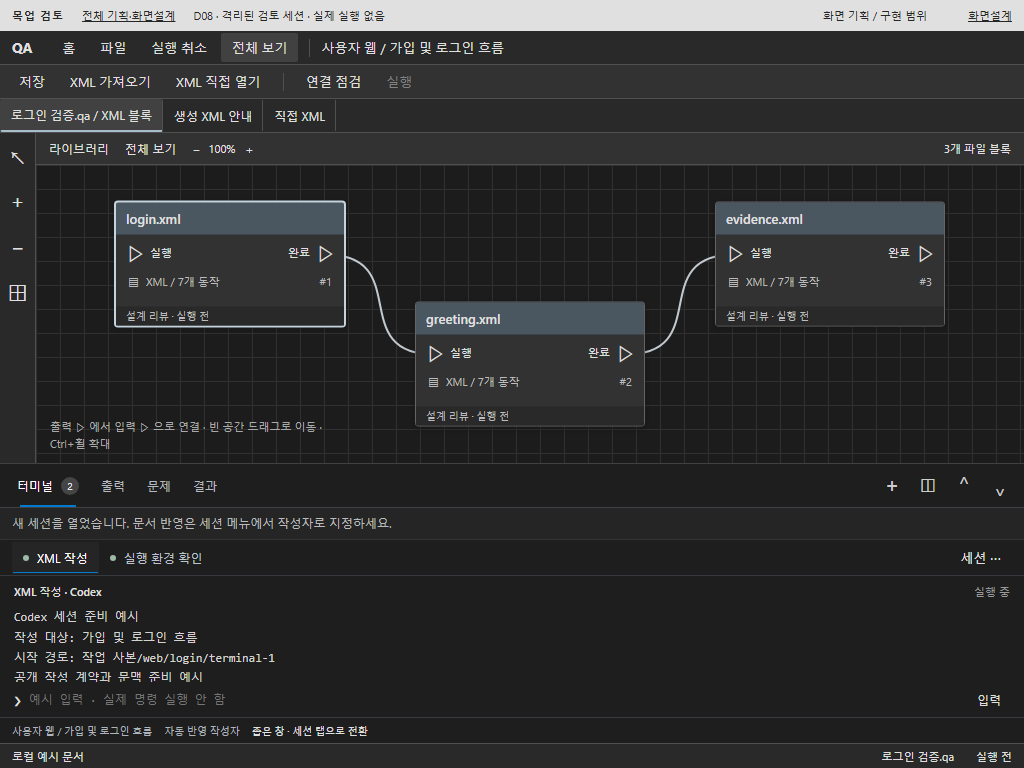 목업 검토 전체 기획·화면설계 D08 · 격리된 검토 세션 · 실제 실행 없음 화면 기획 / 구현 범위 화면설계
QA 홈 파일 실행 취소 전체 보기 사용자 웹 / 가입 및 로그인 흐름
저장 XML 가져오기 XML 직접 열기 연결 점검 실행
로그인 검증.qa / XML 블록 생성 XML 안내 직접 XML
라이브러리 전체 보기 − 100% + 3개 파일 블록
login.xml
실행 완료
XML / 7개 동작 #1
설계 리뷰 · 실행 전
greeting.xml
실행 완료
XML / 7개 동작 #2
설계 리뷰 · 실행 전
evidence.xml
실행 완료
XML / 7개 동작 #3
설계 리뷰 · 실행 전
출력 ▷ 에서 입력 ▷ 으로 연결 · 빈 공간 드래그로 이동 ·
Ctrl+휠 확대
터미널 2 출력 문제 결과
새 세션을 열었습니다. 문서 반영은 세션 메뉴에서 작성자로 지정하세요.
XML 작성 실행 환경 확인 세션 ···
XML 작성 · Codex 실행 중
Codex 세션 준비 예시
작성 대상: 가입 및 로그인 흐름
시작 경로: 작업 사본/web/login/terminal-1
공개 작성 계약과 문맥 준비 예시
❯ 예시 입력 · 실제 명령 실행 안 함 입력
사용자 웹 / 가입 및 로그인 흐름 자동 반영 작성자 좁은 창 · 세션 탭으로 전환
로컬 예시 문서 로그인 검증.qa 실행 전